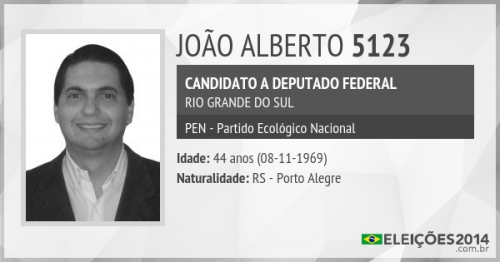 JOÃO ALBERTO 5123
CANDIDATO A DEPUTADO FEDERAL
RIO GRANDE DO SUL
PEN - Partido Ecológico Nacional
Idade: 44 anos (08-11-1969)
Naturalidade: RS - Porto Alegre
ELEIÇÕES2014
.com.br